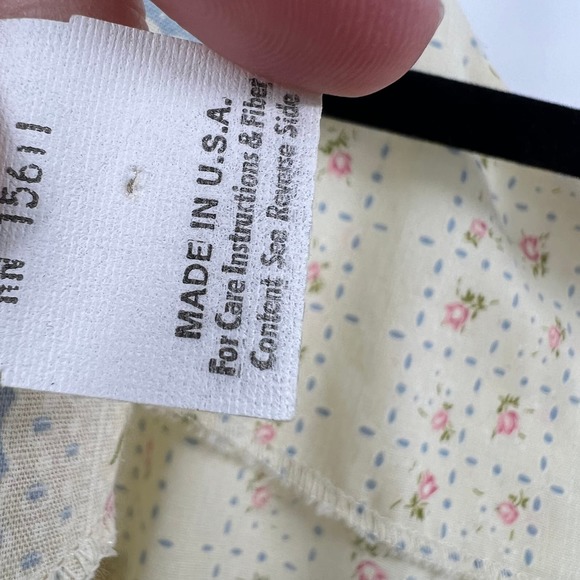 RN 15611
MADE IN U.S.A.
For Care Instructions & Fiber
Content See Reverse Side